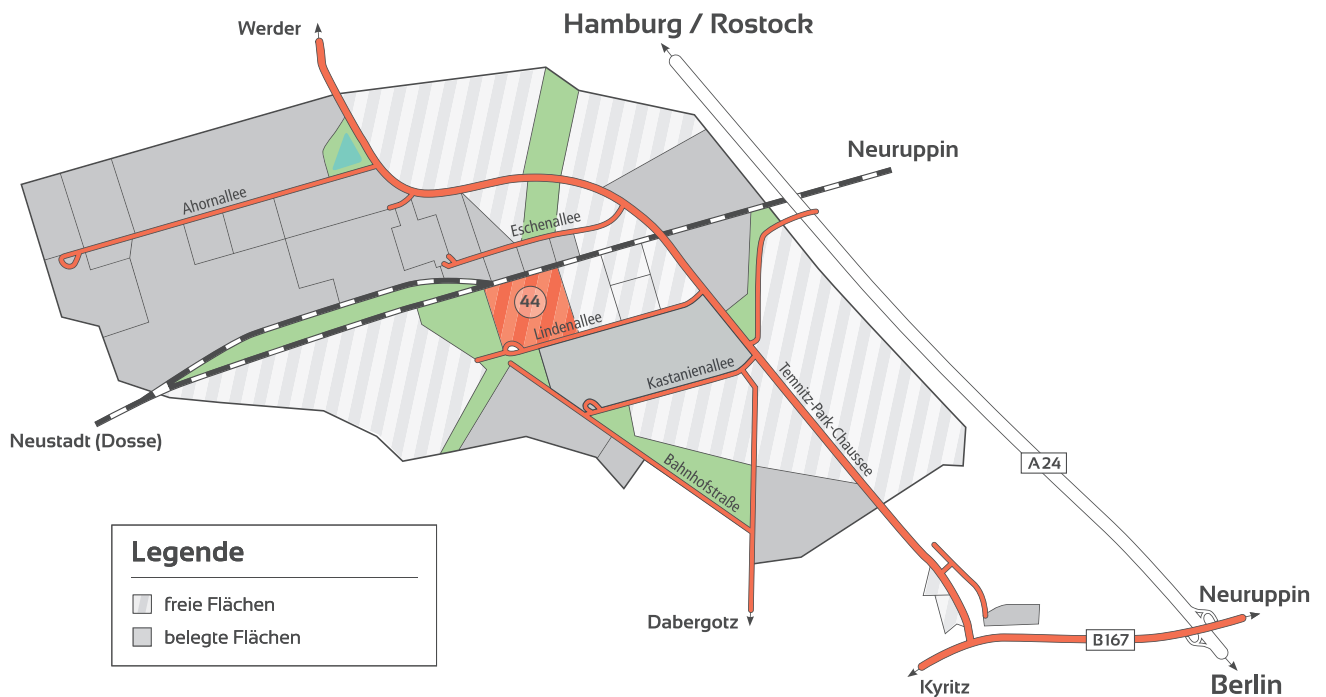 Hamburg / Rostock
Werder
Neuruppin
Ahornallee
Eschenallee
44
Lindenallee
Kastanienallee
Temnitz-Park-Chaussee
Neustadt (Dosse)
Bahnhofstraße
A 24
Legende
freie Flächen
belegte Flächen
Dabergotz
Neuruppin
B167
Kyritz
Berlin